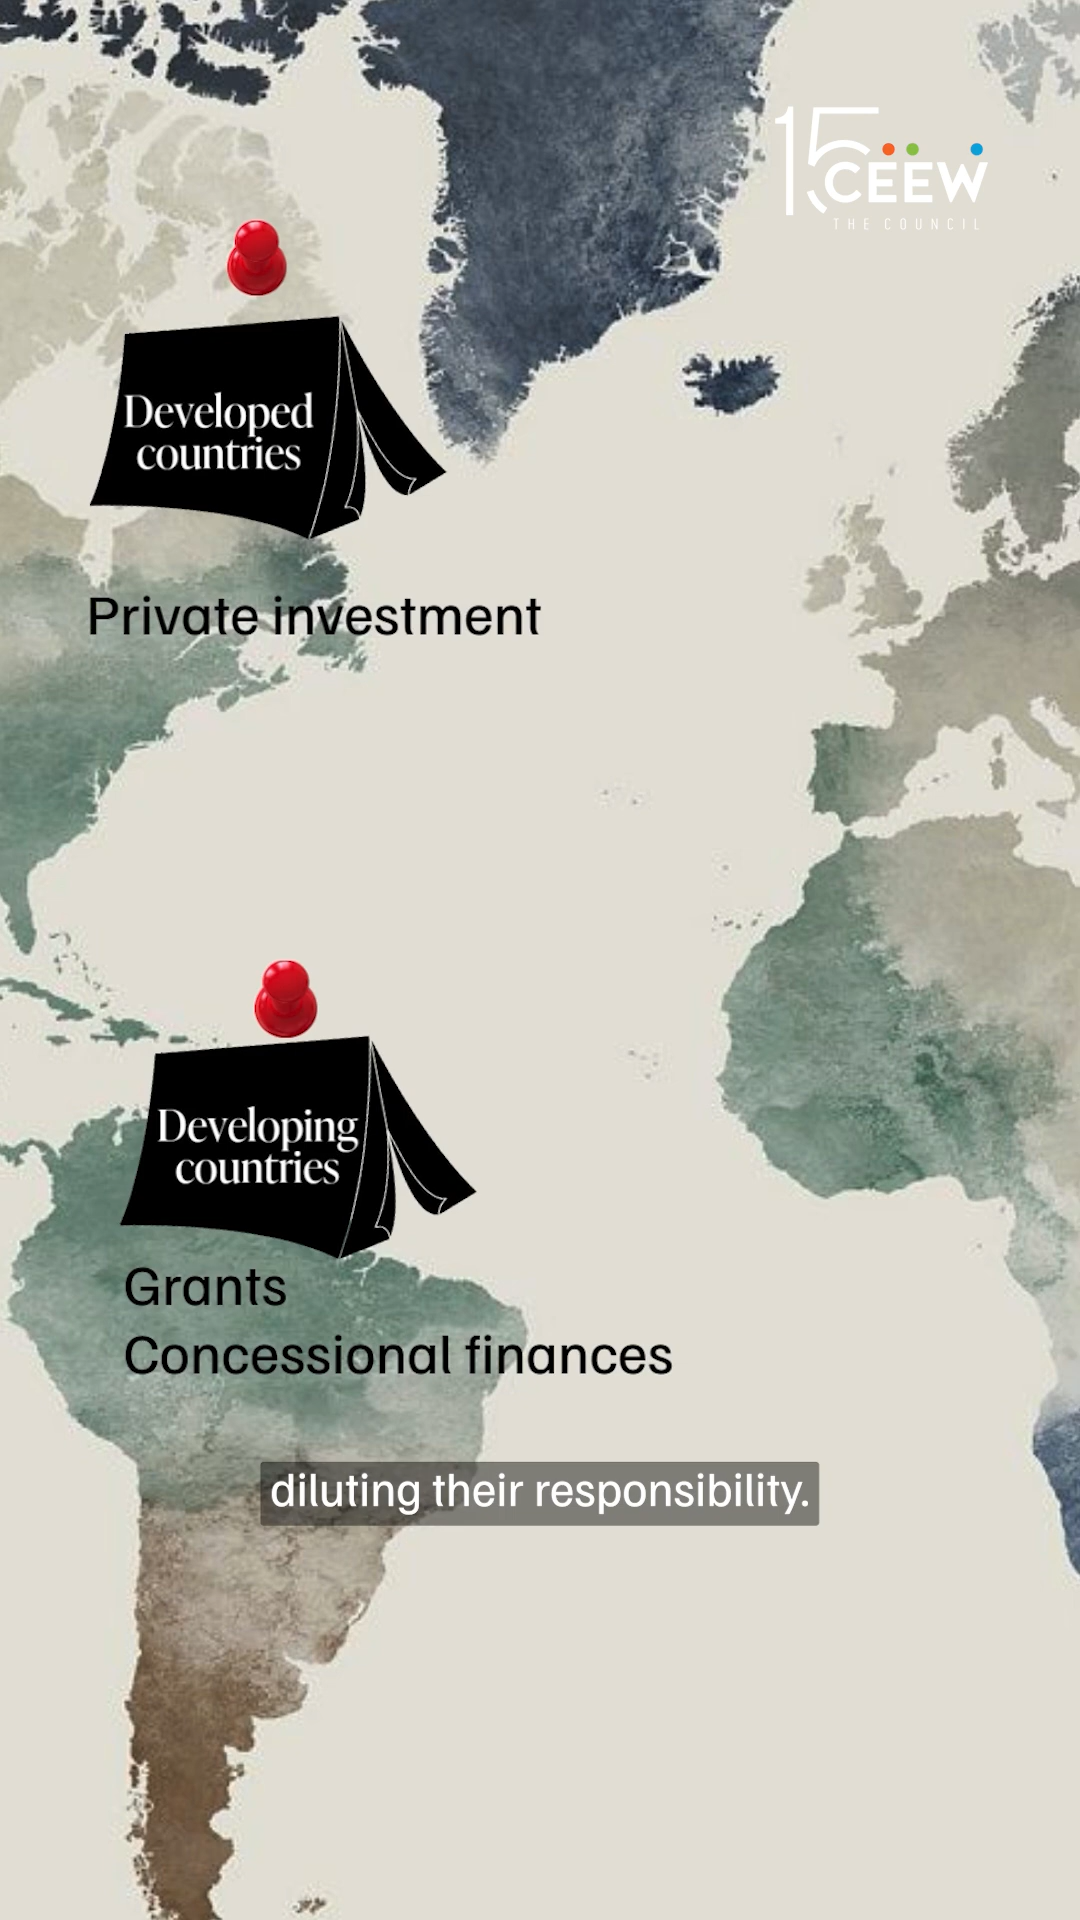 15
CEEW
THE COUNCIL
Developed
countries
Private investment
Developing
countries
Grants
Concessional finances
diluting their responsibility.